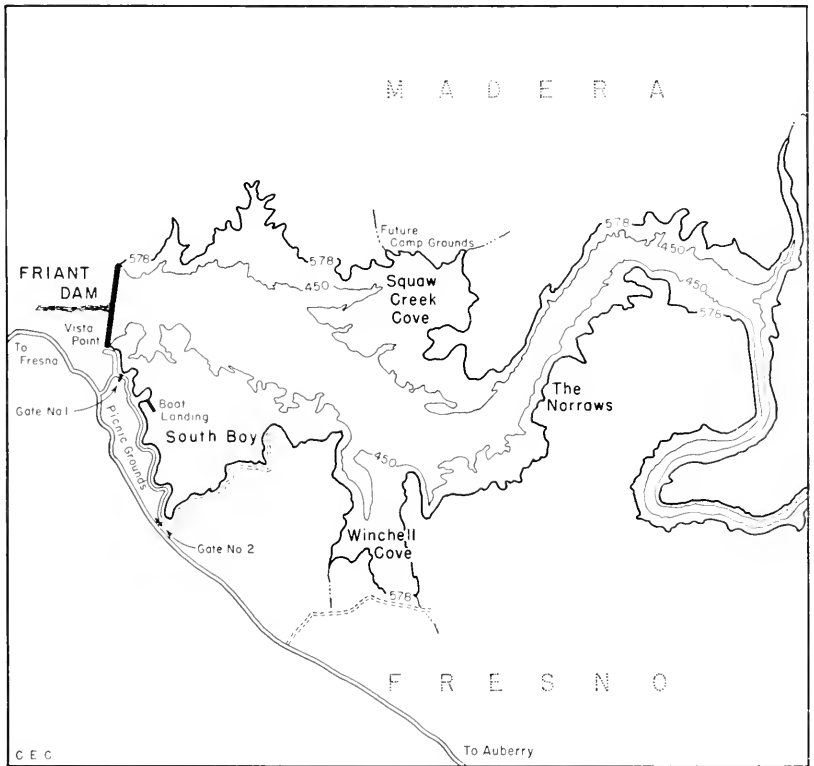 M A D E R A
578
578
578
Future
Camp Grounds
450
450
450
578
FRIANT
DAM
Squaw
Creek
Cove
Vista
Point
To
Fresno
Gate No 1
Boat
Landing
Picnic Grounds
South Bay
The
Narrows
450
Gate No 2
Winchell
Cove
578
F R E S N O
To Auberry
C E C